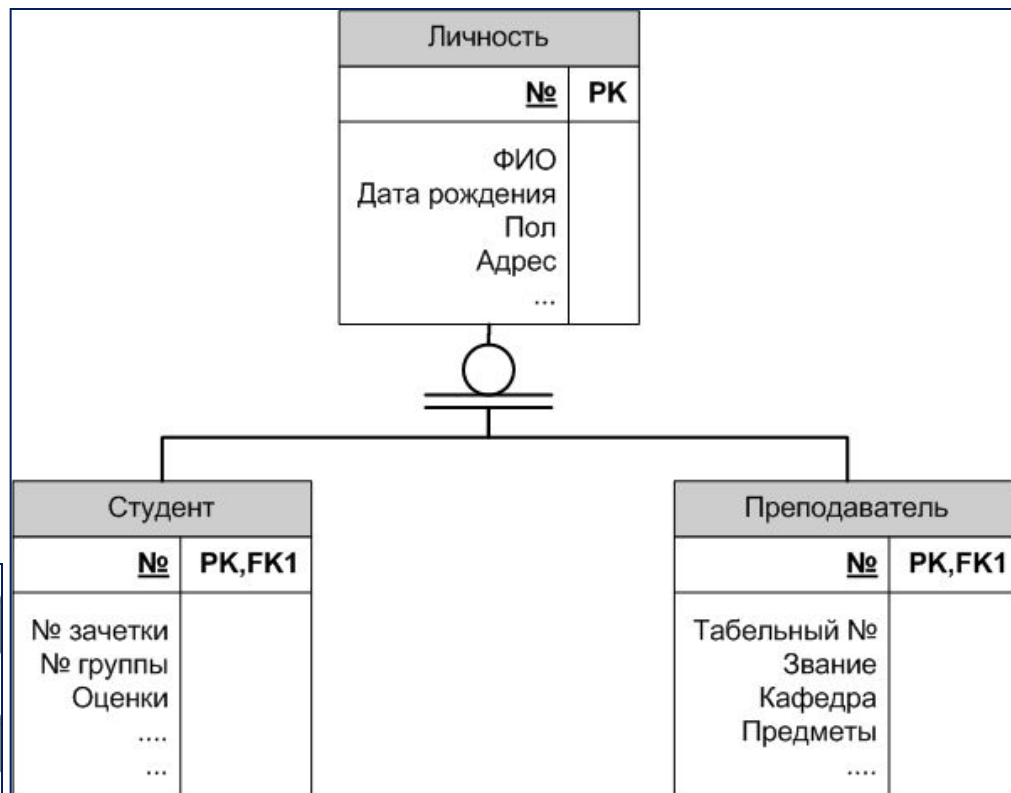 Личность
№ PK
ФИО
Дата рождения
Пол
Адрес
...
Студент
№ PK,FK1
№ зачетки
№ группы
Оценки
....
...
Преподаватель
№ PK,FK1
Табельный №
Звание
Кафедра
Предметы
....